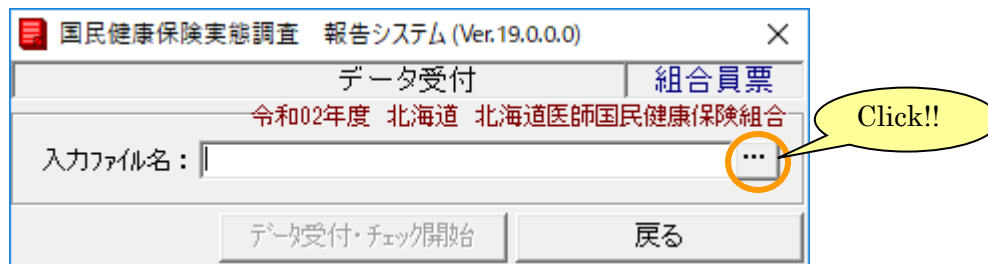 国民健康保険実態調査　報告システム (Ver.19.0.0.0)
データ受付　組合員票
令和02年度 北海道 北海道医師国民健康保険組合
入力ファイル名：
...
Click!!
データ受付・チェック開始　戻る